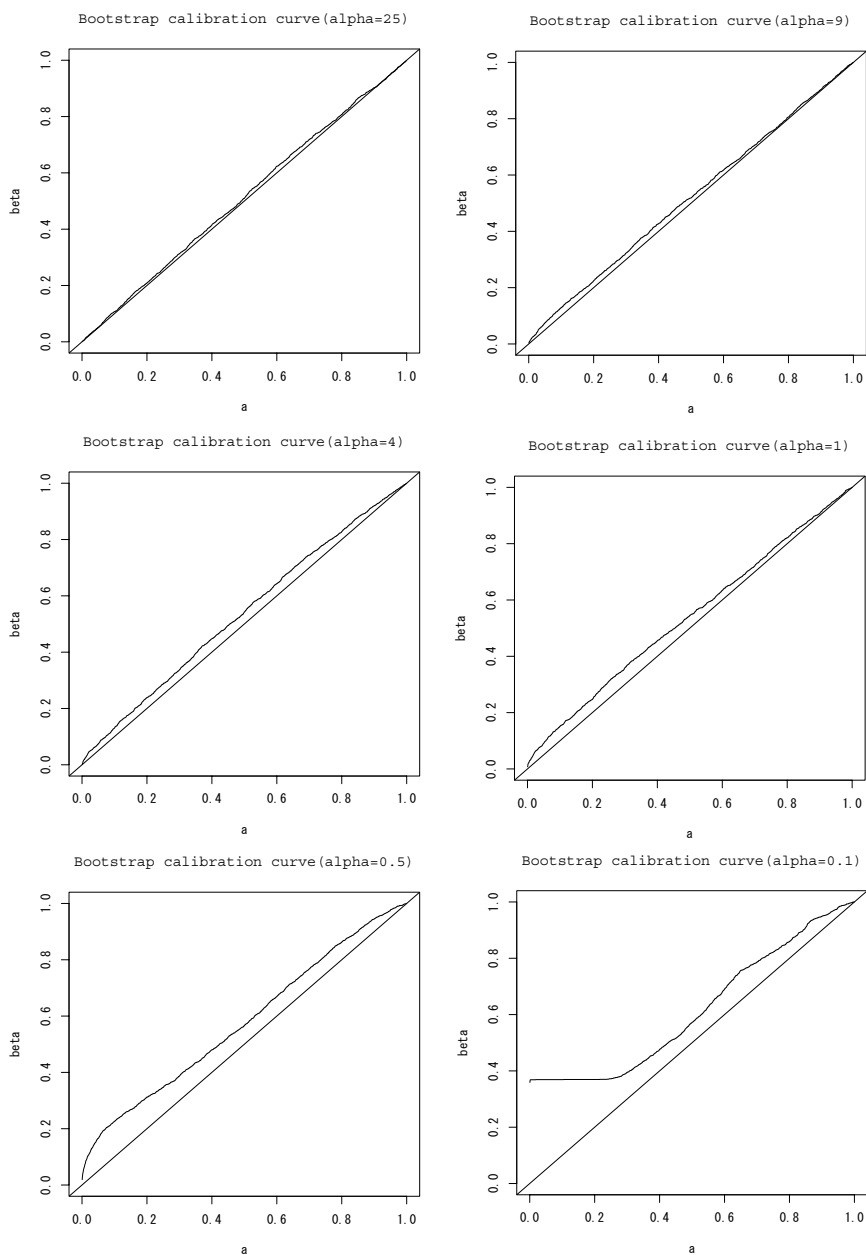 Bootstrap calibration curve(alpha=25)
1.0
0.8
0.6
0.4
0.2
0.0
beta
0.0 0.2 0.4 0.6 0.8 1.0
a
Bootstrap calibration curve(alpha=9)
1.0
0.8
0.6
0.4
0.2
0.0
beta
0.0 0.2 0.4 0.6 0.8 1.0
a
Bootstrap calibration curve(alpha=4)
1.0
0.8
0.6
0.4
0.2
0.0
beta
0.0 0.2 0.4 0.6 0.8 1.0
a
Bootstrap calibration curve(alpha=1)
1.0
0.8
0.6
0.4
0.2
0.0
beta
0.0 0.2 0.4 0.6 0.8 1.0
a
Bootstrap calibration curve(alpha=0.5)
1.0
0.8
0.6
0.4
0.2
0.0
beta
0.0 0.2 0.4 0.6 0.8 1.0
a
Bootstrap calibration curve(alpha=0.1)
1.0
0.8
0.6
0.4
0.2
0.0
beta
0.0 0.2 0.4 0.6 0.8 1.0
a